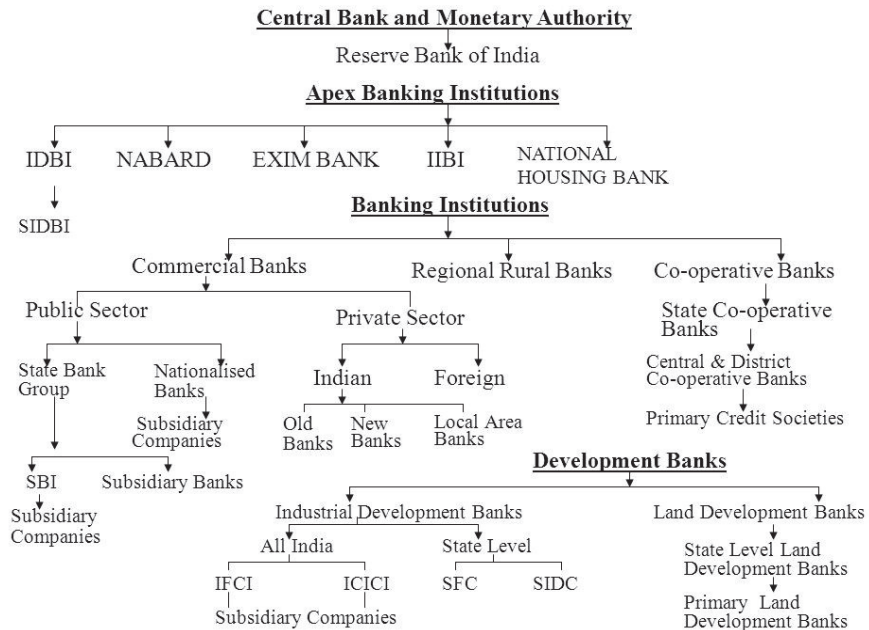 Central Bank and Monetary Authority
Reserve Bank of India
Apex Banking Institutions
IDBI
NABARD
EXIM BANK
IIBI
NATIONAL
HOUSING BANK
SIDBI
Banking Institutions
Commercial Banks
Regional Rural Banks
Co-operative Banks
Public Sector
Private Sector
State Co-operative
Banks
State Bank
Group
Nationalised
Banks
Indian
Foreign
Central & District
Co-operative Banks
Subsidiary
Companies
Old
Banks
New
Banks
Local Area
Banks
Primary Credit Societies
SBI
Subsidiary Banks
Subsidiary
Companies
Development Banks
Industrial Development Banks
Land Development Banks
All India
State Level
State Level Land
Development Banks
IFCI
ICICI
SFC
SIDC
Subsidiary Companies
Primary Land
Development Banks